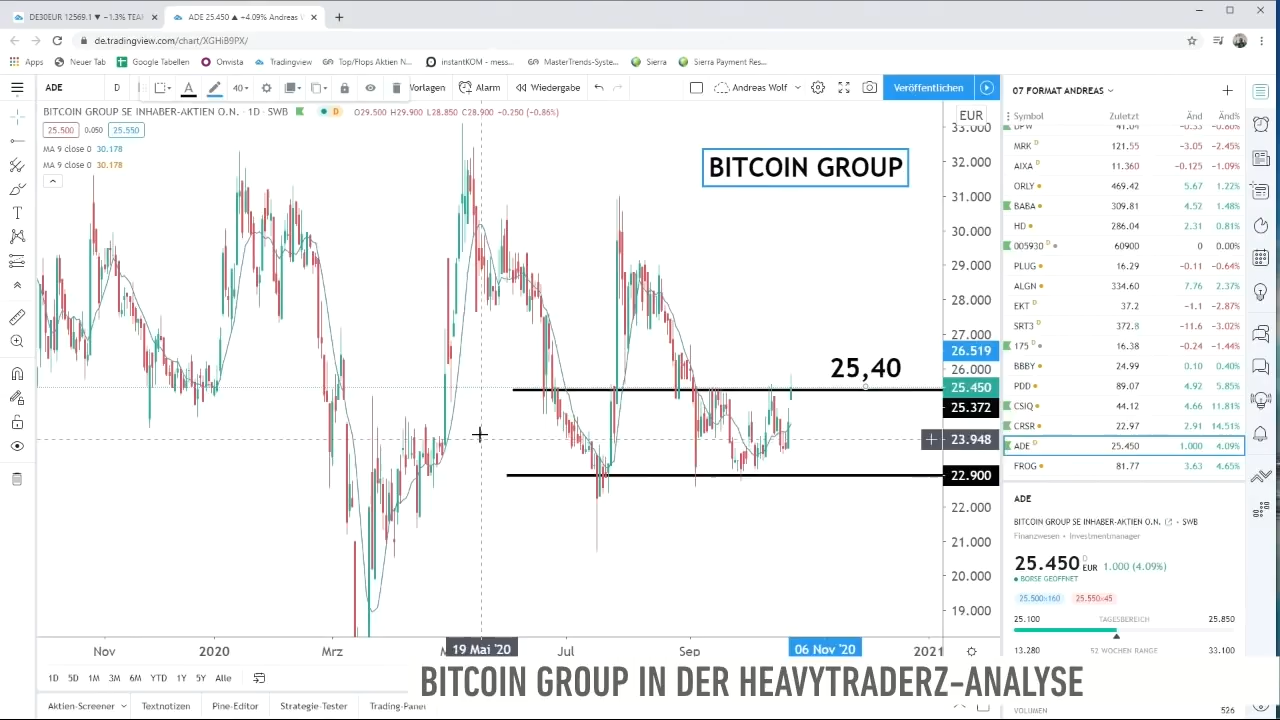 DE30EUR 12569.1 ▼ −1.3% TEAM
ADE 25.450 ▲ +4.09% Andreas W
de.tradingview.com/chart/XGHiB9PX/
Apps
Neuer Tab
Google Tabellen
Onvista
Tradingview
Top/Flops Aktien N...
instantKOM - mess...
MasterTrends-Syste...
Sierra
Sierra Payment Res...
ADE
D
40
Vorlagen
Alarm
Wiedergabe
Andreas Wolf
Veröffentlichen
07 FORMAT ANDREAS
BITCOIN GROUP SE INHABER-AKTIEN O.N. · 1D · SWB
D
O29.500 H29.900 L28.850 C28.900 -0.250 (-0.86%)
25.500
0.050
25.550
MA 9 close 0 30.178
MA 9 close 0 30.178
BITCOIN GROUP
25,40
EUR
33.000
32.000
31.000
30.000
29.000
28.000
27.000
26.519
26.000
25.450
25.372
23.948
22.900
22.000
21.000
20.000
19.000
Nov
2020
Mrz
19 Mai '20
Jul
Sep
06 Nov '20
2021
1D 5D 1M 3M 6M YTD 1Y 5Y Alle
Aktien-Screener
Textnotizen
Pine-Editor
Strategie-Tester
Trading-Panel
Symbol Zuletzt Änd Änd%
DPW 41.04 -0.33 -0.80%
MRK D 121.55 -3.05 -2.45%
AIXA D 11.360 -0.125 -1.09%
ORLY 469.42 5.67 1.22%
BABA 309.81 4.52 1.48%
HD 286.04 2.31 0.81%
005930 D 60900 0 0.00%
PLUG 16.29 -0.11 -0.64%
ALGN 334.60 7.76 2.37%
EKT D 37.2 -1.1 -2.87%
SRT3 D 372.8 -11.6 -3.02%
175 D 16.38 -0.24 -1.44%
BBBY 24.99 0.10 0.40%
PDD 89.07 4.92 5.85%
CSIQ 44.12 4.66 11.81%
CRSR 22.97 2.91 14.51%
ADE D 25.450 1.000 4.09%
FROG 81.77 3.63 4.65%
ADE
BITCOIN GROUP SE INHABER-AKTIEN O.N. · SWB
Finanzwesen • Investmentmanager
25.450 D EUR 1.000 (4.09%)
BÖRSE GEÖFFNET
25.500×160
25.550×45
25.100 TAGESBEREICH 25.850
13.280 52 WOCHEN RANGE 33.100
VOLUMEN 526
BITCOIN GROUP IN DER HEAVYTRADERZ-ANALYSE